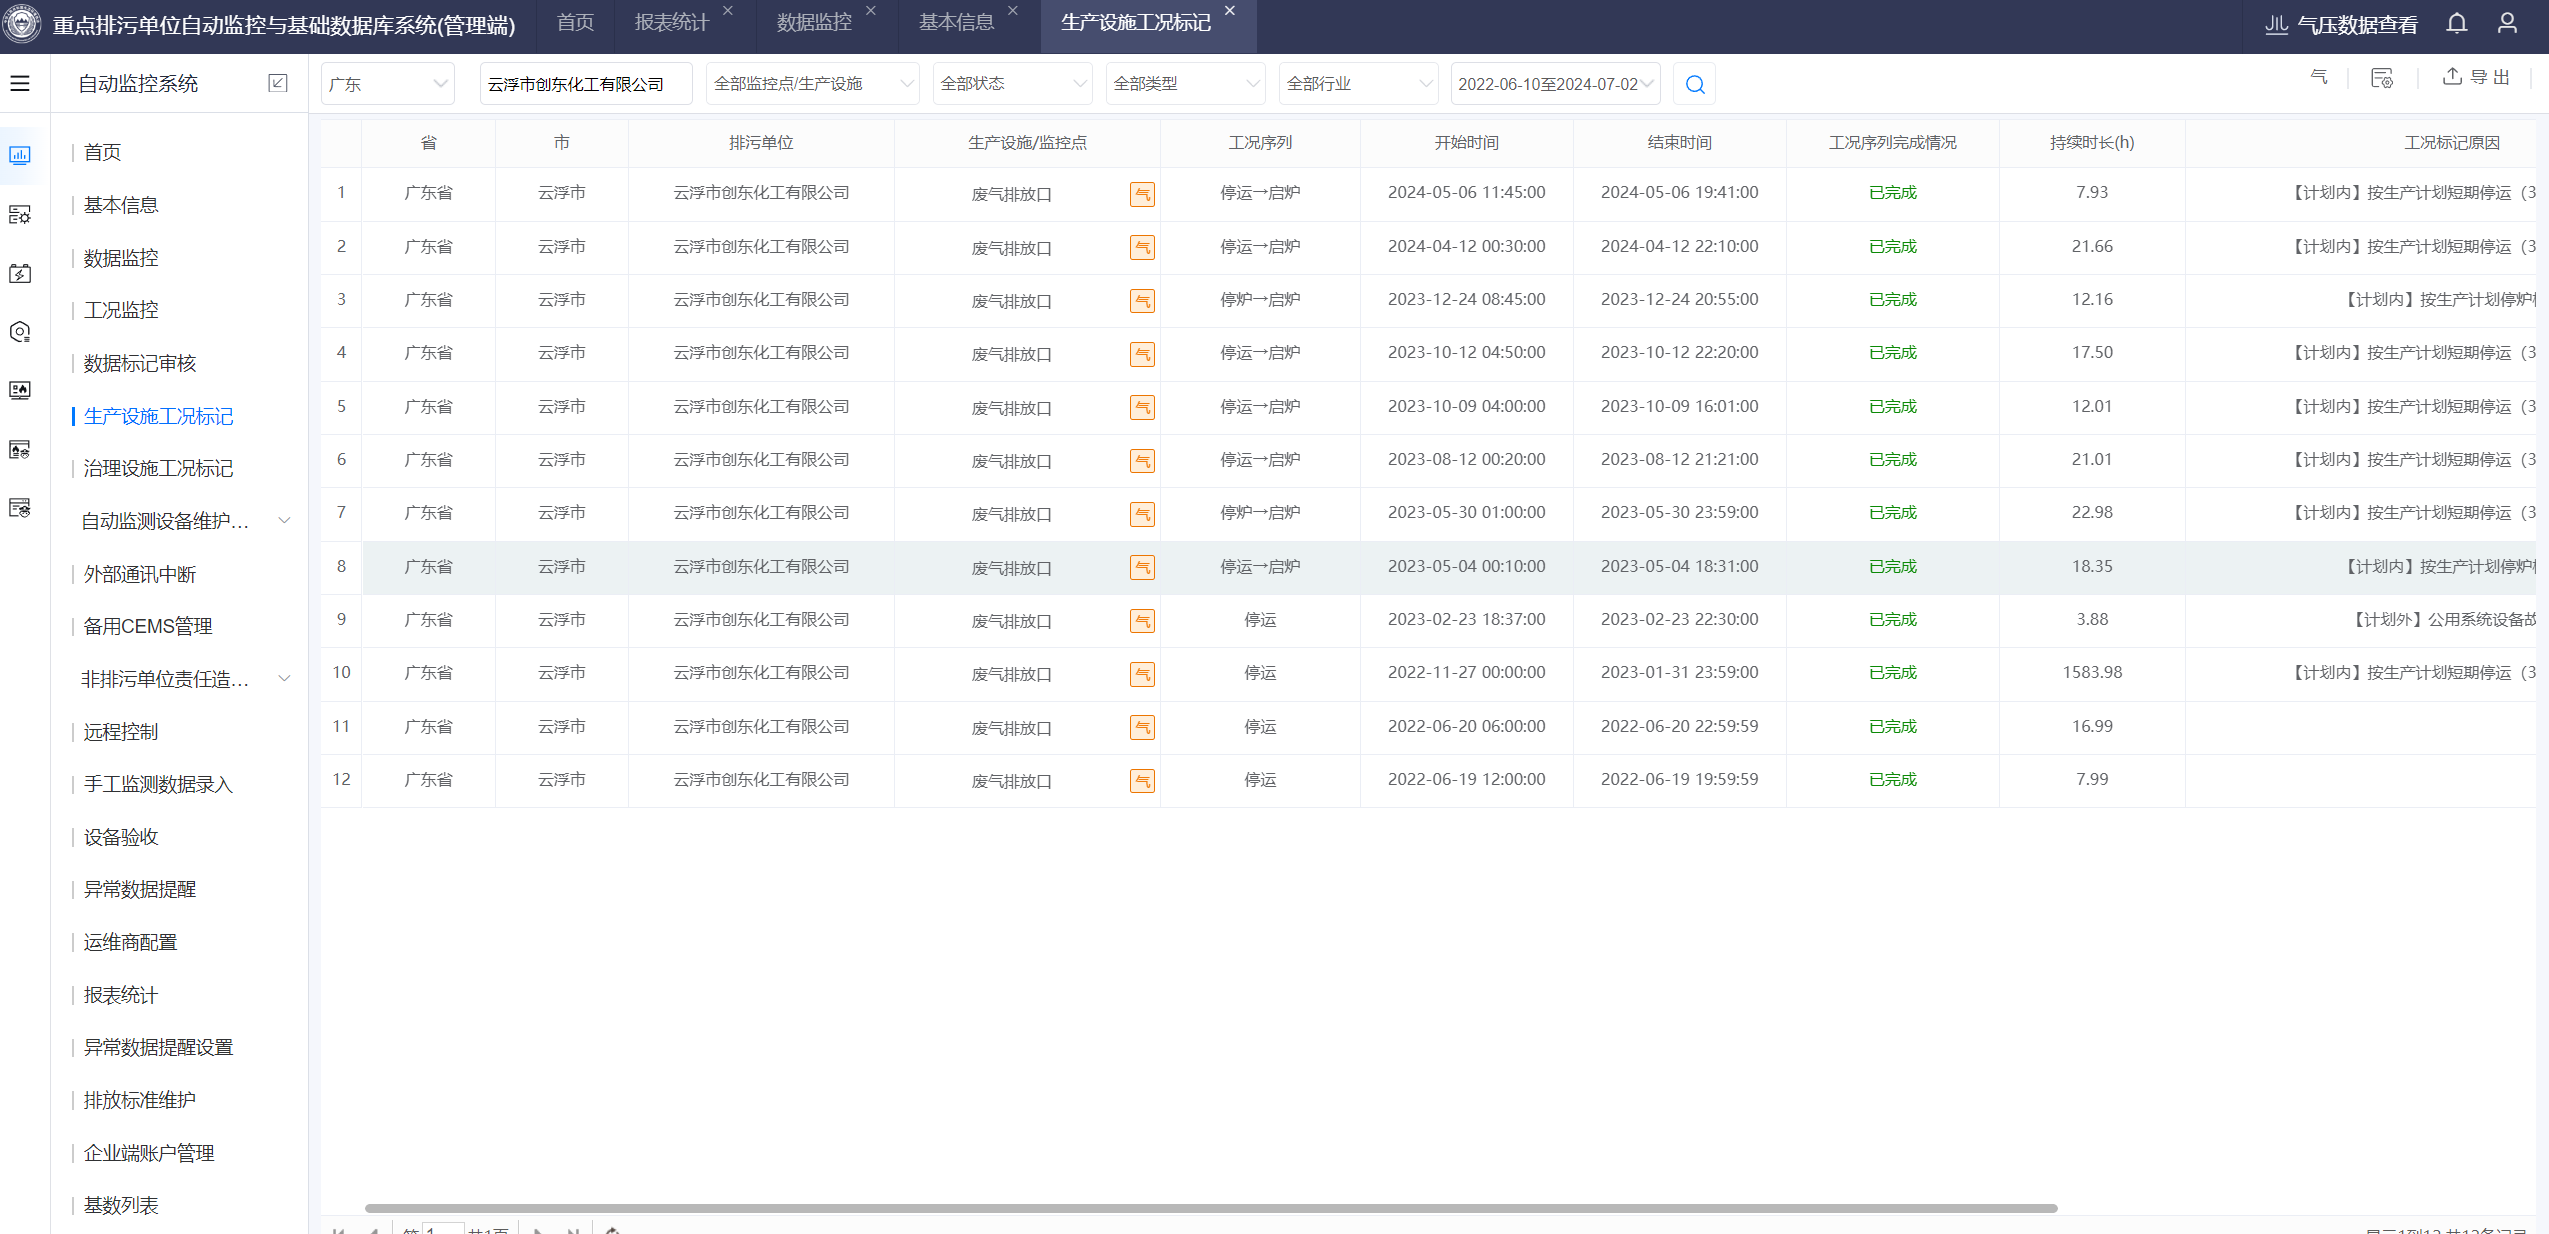 重点排污单位自动监控与基础数据库系统(管理端)
首页 报表统计 数据监控 基本信息 生产设施工况标记 气压数据查看
自动监控系统
广东 云浮市创东化工有限公司 全部监控点/生产设施 全部状态 全部类型 全部行业 2022-06-10至2024-07-02 气 导出
首页
基本信息
数据监控
工况监控
数据标记审核
生产设施工况标记
治理设施工况标记
自动监测设备维护...
外部通讯中断
备用CEMS管理
非排污单位责任造...
远程控制
手工监测数据录入
设备验收
异常数据提醒
运维商配置
报表统计
异常数据提醒设置
排放标准维护
企业端账户管理
基数列表
省 市 排污单位 生产设施/监控点 工况序列 开始时间 结束时间 工况序列完成情况 持续时长(h) 工况标记原因
1 广东省 云浮市 云浮市创东化工有限公司 废气排放口 气 停运→启炉 2024-05-06 11:45:00 2024-05-06 19:41:00 已完成 7.93 【计划内】按生产计划短期停运（3
2 广东省 云浮市 云浮市创东化工有限公司 废气排放口 气 停运→启炉 2024-04-12 00:30:00 2024-04-12 22:10:00 已完成 21.66 【计划内】按生产计划短期停运（3
3 广东省 云浮市 云浮市创东化工有限公司 废气排放口 气 停炉→启炉 2023-12-24 08:45:00 2023-12-24 20:55:00 已完成 12.16 【计划内】按生产计划停炉
4 广东省 云浮市 云浮市创东化工有限公司 废气排放口 气 停运→启炉 2023-10-12 04:50:00 2023-10-12 22:20:00 已完成 17.50 【计划内】按生产计划短期停运（3
5 广东省 云浮市 云浮市创东化工有限公司 废气排放口 气 停运→启炉 2023-10-09 04:00:00 2023-10-09 16:01:00 已完成 12.01 【计划内】按生产计划短期停运（3
6 广东省 云浮市 云浮市创东化工有限公司 废气排放口 气 停运→启炉 2023-08-12 00:20:00 2023-08-12 21:21:00 已完成 21.01 【计划内】按生产计划短期停运（3
7 广东省 云浮市 云浮市创东化工有限公司 废气排放口 气 停炉→启炉 2023-05-30 01:00:00 2023-05-30 23:59:00 已完成 22.98 【计划内】按生产计划短期停运（3
8 广东省 云浮市 云浮市创东化工有限公司 废气排放口 气 停运→启炉 2023-05-04 00:10:00 2023-05-04 18:31:00 已完成 18.35 【计划内】按生产计划停炉
9 广东省 云浮市 云浮市创东化工有限公司 废气排放口 气 停运 2023-02-23 18:37:00 2023-02-23 22:30:00 已完成 3.88 【计划外】公用系统设备故
10 广东省 云浮市 云浮市创东化工有限公司 废气排放口 气 停运 2022-11-27 00:00:00 2023-01-31 23:59:00 已完成 1583.98 【计划内】按生产计划短期停运（3
11 广东省 云浮市 云浮市创东化工有限公司 废气排放口 气 停运 2022-06-20 06:00:00 2022-06-20 22:59:59 已完成 16.99
12 广东省 云浮市 云浮市创东化工有限公司 废气排放口 气 停运 2022-06-19 12:00:00 2022-06-19 19:59:59 已完成 7.99